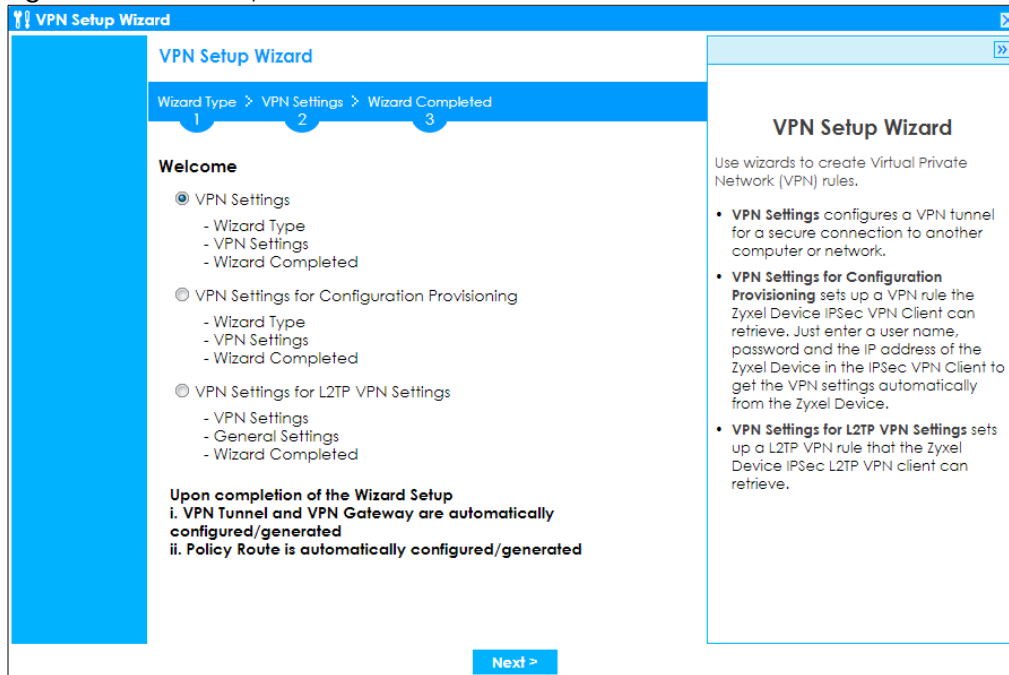 VPN Setup Wizard
VPN Setup Wizard
Wizard Type > VPN Settings > Wizard Completed
1 2 3
Welcome
VPN Settings
- Wizard Type
- VPN Settings
- Wizard Completed
VPN Settings for Configuration Provisioning
- Wizard Type
- VPN Settings
- Wizard Completed
VPN Settings for L2TP VPN Settings
- VPN Settings
- General Settings
- Wizard Completed
Upon completion of the Wizard Setup
i. VPN Tunnel and VPN Gateway are automatically
configured/generated
ii. Policy Route is automatically configured/generated
»
VPN Setup Wizard
Use wizards to create Virtual Private
Network (VPN) rules.
• VPN Settings configures a VPN tunnel
for a secure connection to another
computer or network.
• VPN Settings for Configuration
Provisioning sets up a VPN rule the
Zyxel Device IPSec VPN Client can
retrieve. Just enter a user name,
password and the IP address of the
Zyxel Device in the IPSec VPN Client to
get the VPN settings automatically
from the Zyxel Device.
• VPN Settings for L2TP VPN Settings sets
up a L2TP VPN rule that the Zyxel
Device IPSec L2TP VPN client can
retrieve.
Next >